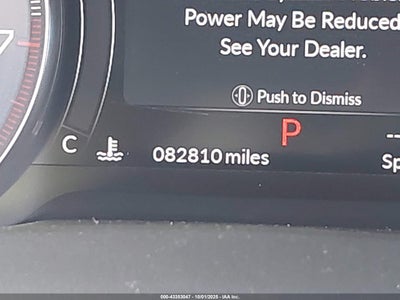 Power May Be Reduced
See Your Dealer.
Push to Dismiss
P
C
082810 miles
Sp
000-43353047 - 10/01/2025 - IAA Inc.